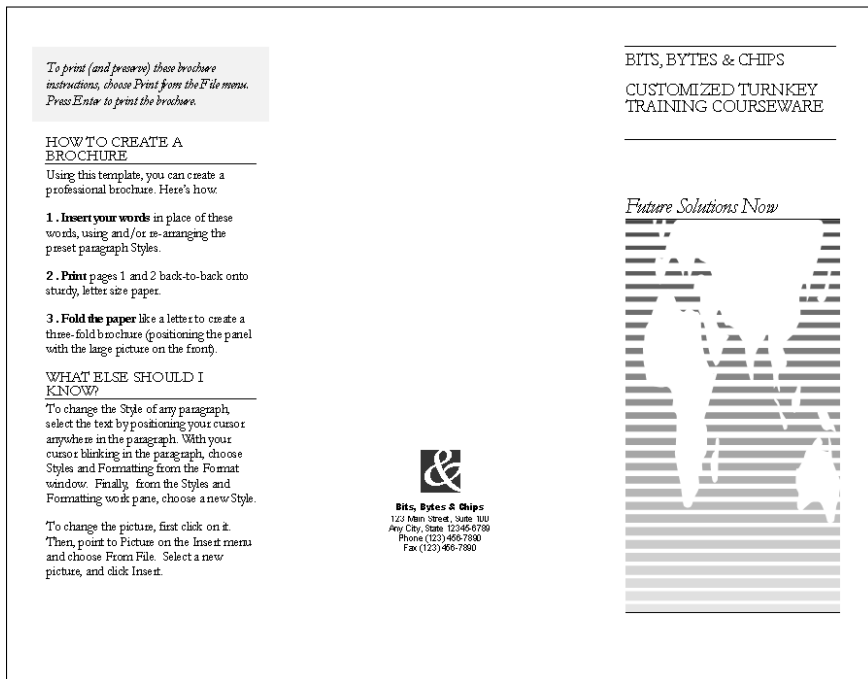 To print (and preserve) these brochure
instructions, choose Print from the File menu.
Press Enter to print the brochure.
HOW TO CREATE A
BROCHURE
Using this template, you can create a
professional brochure. Here's how.
1. Insert your words in place of these
words, using and/or re-arranging the
preset paragraph Styles.
2. Print pages 1 and 2 back-to-back onto
sturdy, letter size paper.
3. Fold the paper like a letter to create a
three-fold brochure (positioning the panel
with the large picture on the front).
WHAT ELSE SHOULD I
KNOW?
To change the Style of any paragraph,
select the text by positioning your cursor
anywhere in the paragraph. With your
cursor blinking in the paragraph, choose
Styles and Formatting from the Format
window. Finally, from the Styles and
Formatting work pane, choose a new Style.
To change the picture, first click on it.
Then, point to Picture on the Insert menu
and choose From File. Select a new
picture, and click Insert.
&
Bits, Bytes & Chips
123 Main Street, Suite 100
Any City, State 12345-6789
Phone (123) 456-7890
Fax (123) 456-7890
BITS, BYTES & CHIPS
CUSTOMIZED TURNKEY
TRAINING COURSEWARE
Future Solutions Now